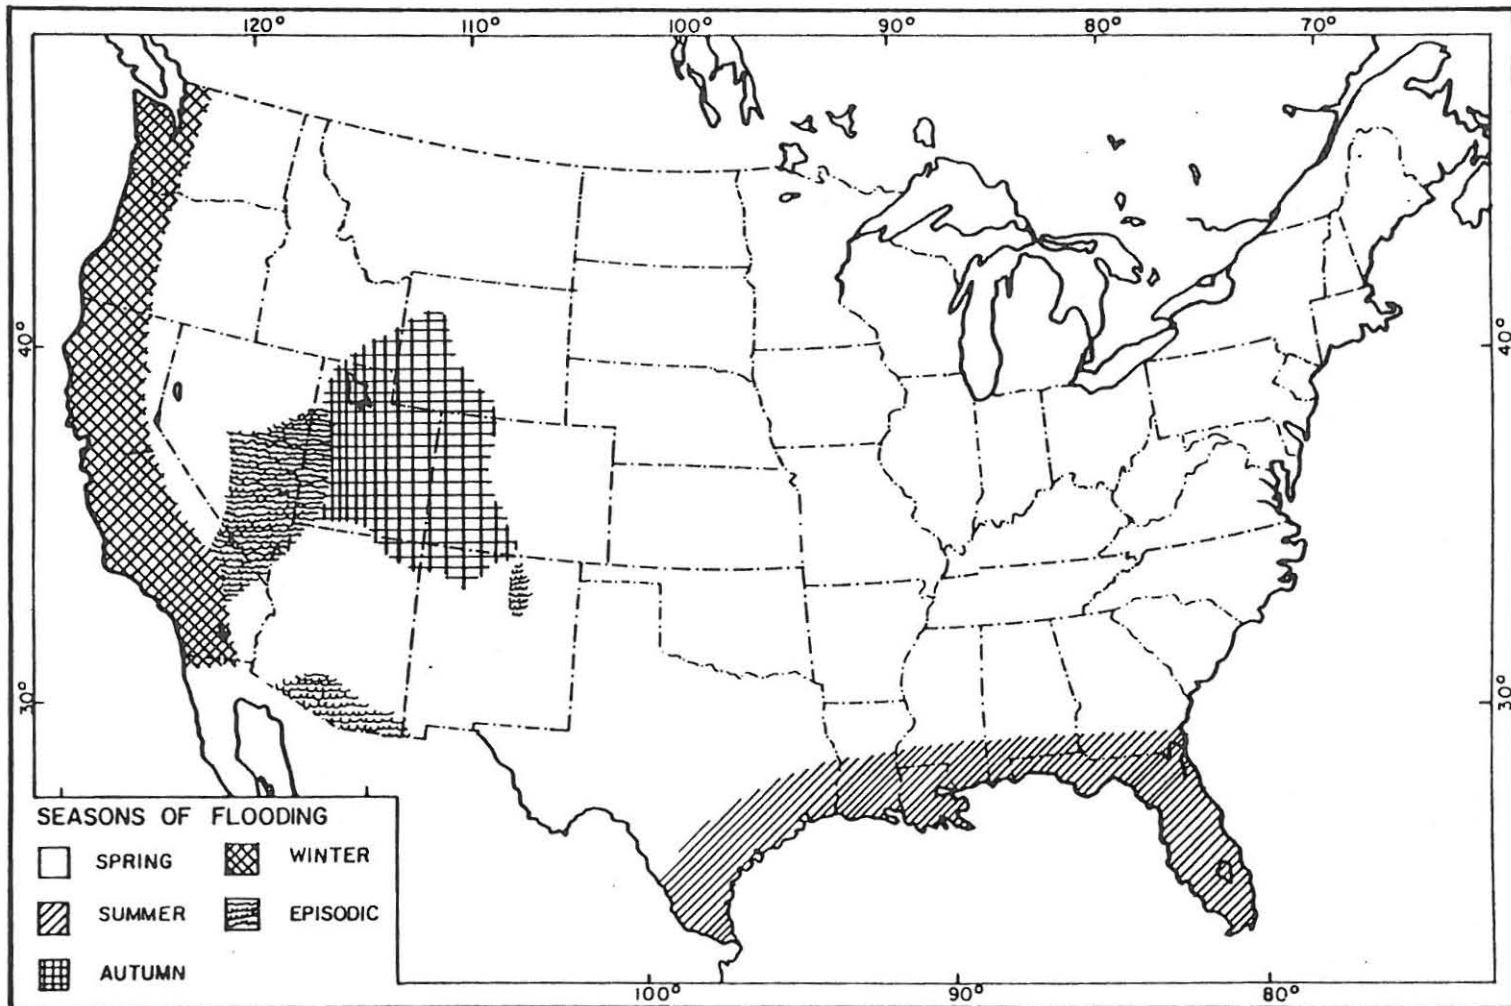 120° 110° 100° 90° 80° 70°
40° 40°
30° 30°
SEASONS OF FLOODING
SPRING WINTER
SUMMER EPISODIC
AUTUMN
100° 90° 80°